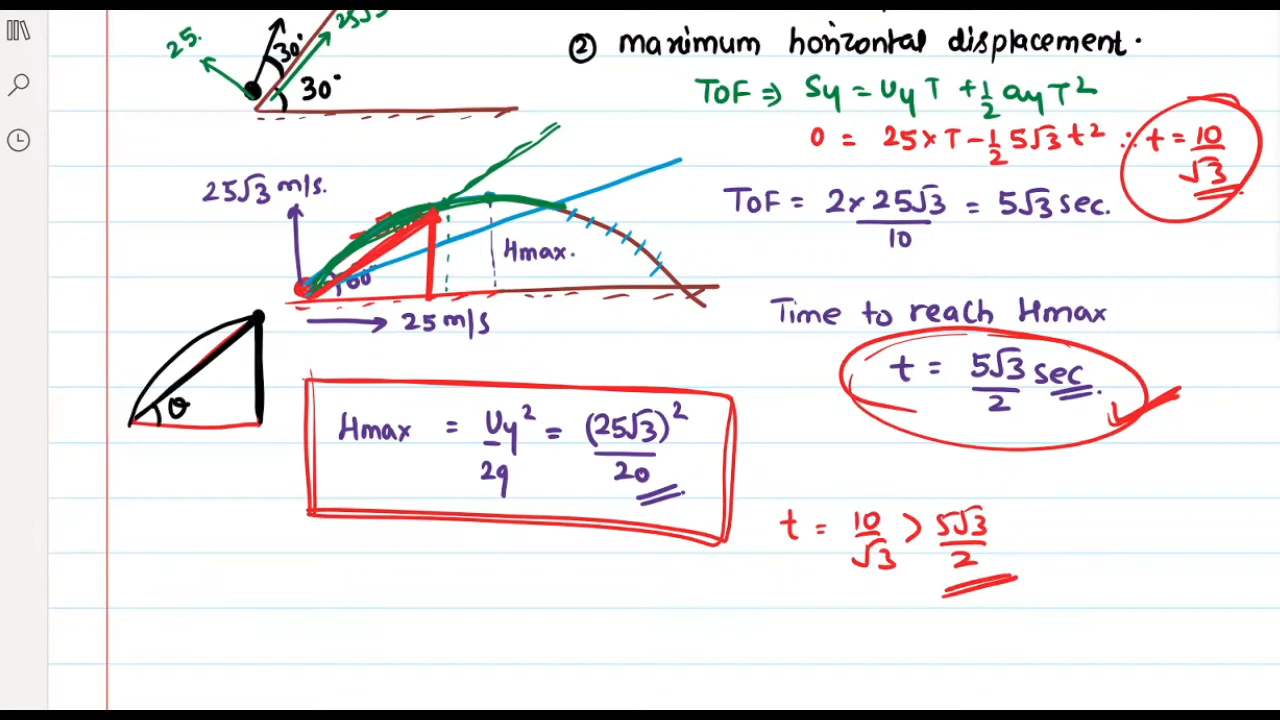 25√3
25.
30°
30°
② maximum horizontal displacement.
ToF ⇒ Sy = Uy T + 1/2 ay T²
0 = 25 x T - 1/2 5√3 t² ∴ t = 10/√3
25√3 m/s.
ToF = 2 x 25√3/10 = 5√3 sec.
Hmax.
60°
25 m/s
Time to reach Hmax
t = 5√3/2 sec.
θ
Hmax = Uy²/2g = (25√3)²/20
t = 10/√3 > 5√3/2